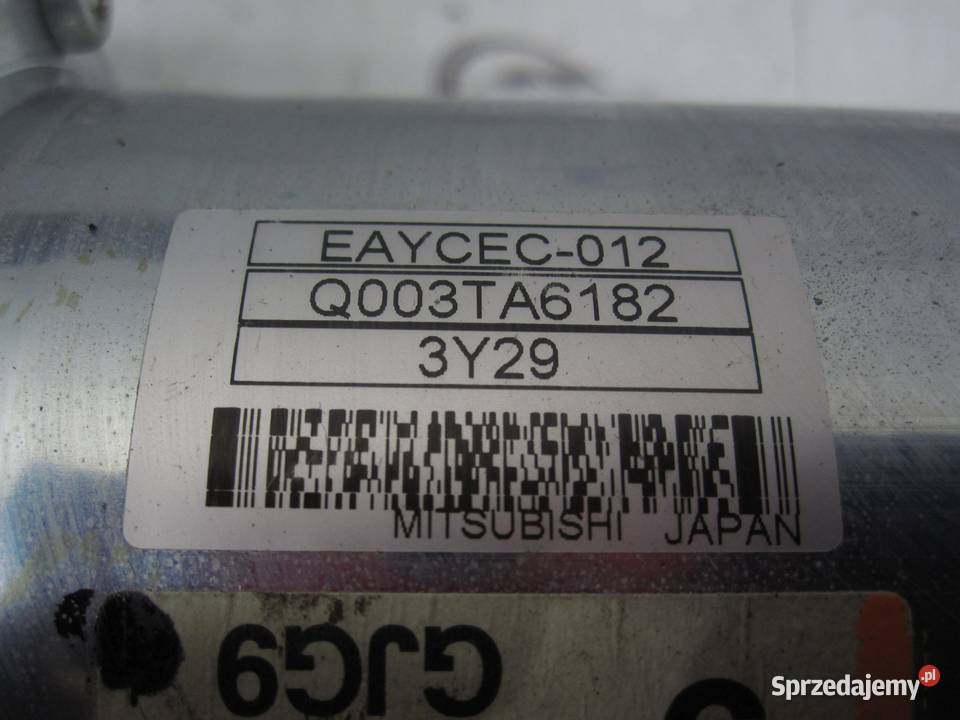 EAYCEC-012
Q003TA6182
3Y29
MITSUBISHI JAPAN
GJG9
Sprzedajemy.pl